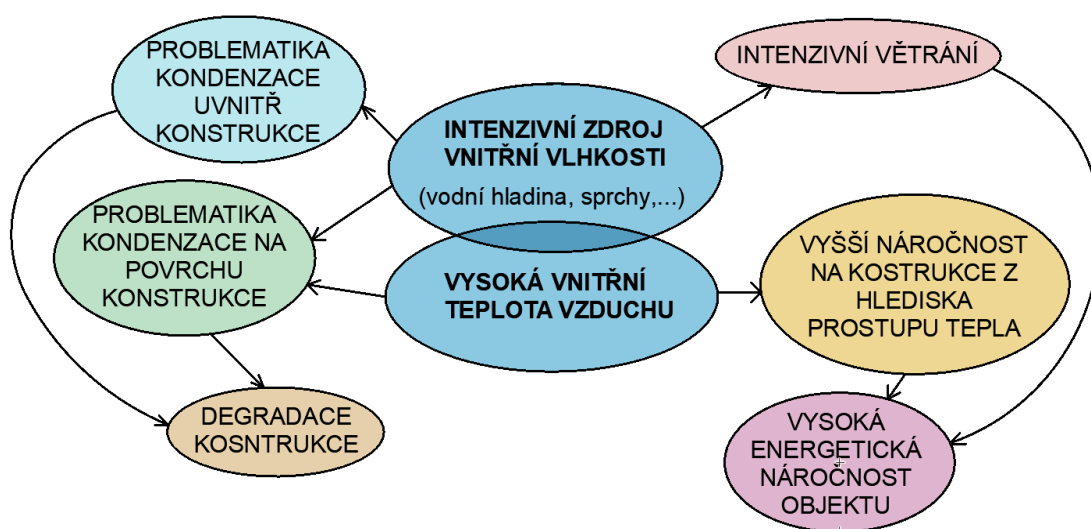 PROBLEMATIKA
KONDENZACE
UVNITŘ
KONSTRUKCE
INTENZIVNÍ VĚTRÁNÍ
INTENZIVNÍ ZDROJ
VNITŘNÍ VLHKOSTI
(vodní hladina, sprchy,...)
PROBLEMATIKA
KONDENZACE NA
POVRCHU
KONSTRUKCE
VYSOKÁ VNITŘNÍ
TEPLOTA VZDUCHU
VYŠŠÍ NÁROČNOST
NA KOSTRUKCE Z
HLEDISKA
PROSTUPU TEPLA
DEGRADACE
KOSNTRUKCE
VYSOKÁ
ENERGETICKÁ
NÁROČNOST
OBJEKTU